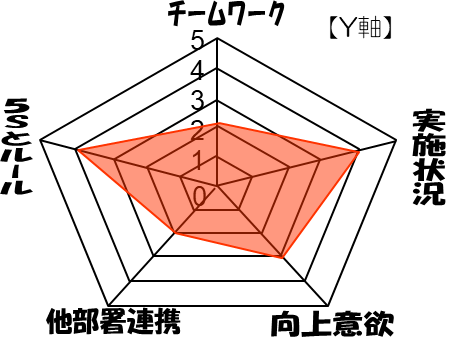 チームワーク
【Y軸】
5
4
3
2
1
0
5Sとルール
実施状況
他部署連携
向上意欲